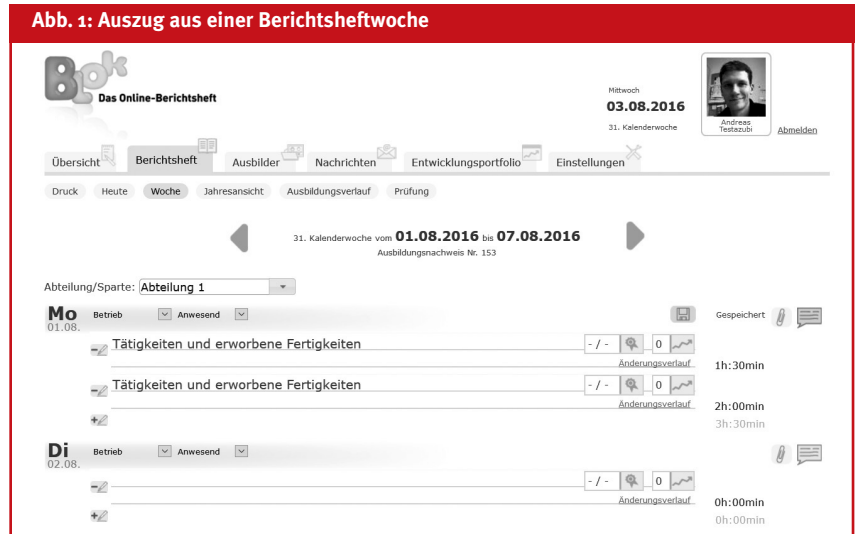 Abb. 1: Auszug aus einer Berichtsheftwoche
BLok
Das Online-Berichtsheft
Mittwoch
03.08.2016
31. Kalenderwoche
Andreas
Testazubi
Abmelden
Übersicht Berichtsheft Ausbilder Nachrichten Entwicklungsportfolio Einstellungen
Druck Heute Woche Jahresansicht Ausbildungsverlauf Prüfung
31. Kalenderwoche vom 01.08.2016 bis 07.08.2016
Ausbildungsnachweis Nr. 153
Abteilung/Sparte: Abteilung 1
Mo Betrieb Anwesend Gespeichert
01.08.
Tätigkeiten und erworbene Fertigkeiten - / - 0
Änderungsverlauf 1h:30min
Tätigkeiten und erworbene Fertigkeiten - / - 0
Änderungsverlauf 2h:00min
3h:30min
Di Betrieb Anwesend
02.08.
- / - 0
Änderungsverlauf 0h:00min
0h:00min